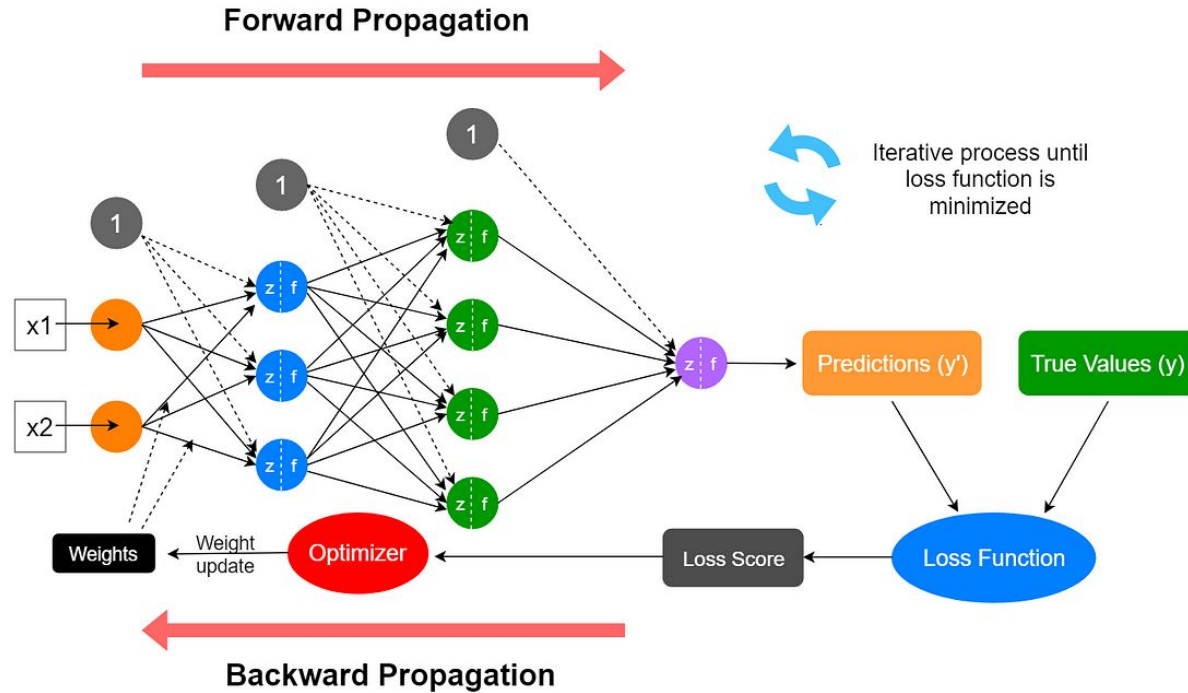 Forward Propagation
1
1
1
Iterative process until
loss function is
minimized
x1
x2
z f
z f
z f
z f
z f
z f
z f
z f
Predictions (y')
True Values (y)
Weights
Weight
update
Optimizer
Loss Score
Loss Function
Backward Propagation